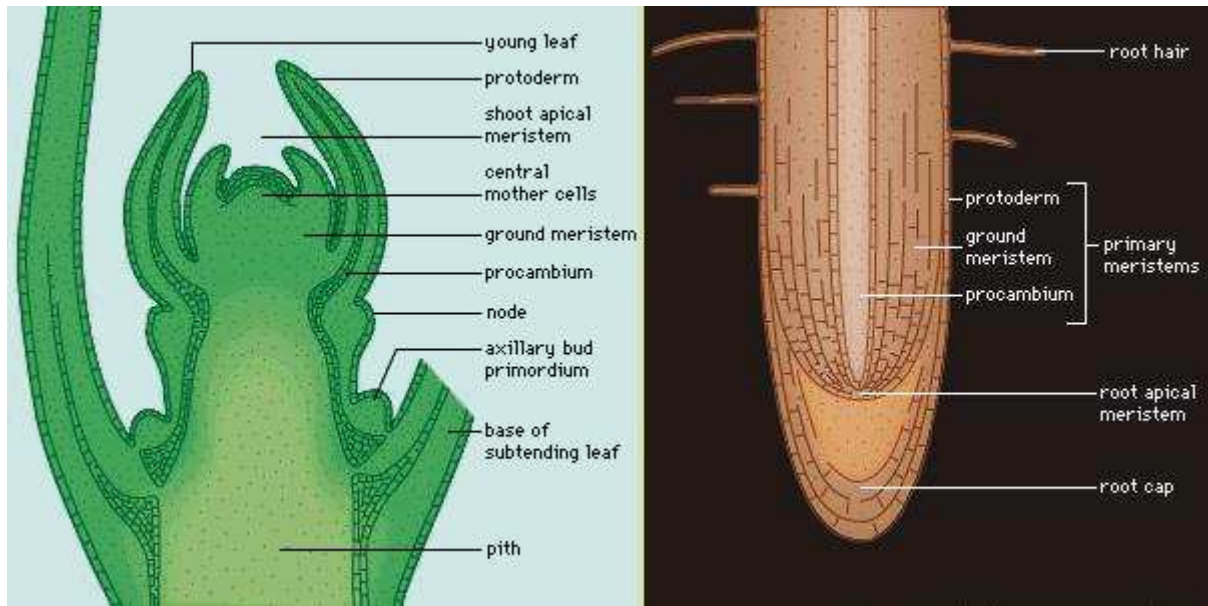 young leaf
protoderm
shoot apical
meristem
central
mother cells
ground meristem
procambium
node
axillary bud
primordium
base of
subtending leaf
pith
root hair
protoderm
ground
meristem
procambium
primary
meristems
root apical
meristem
root cap